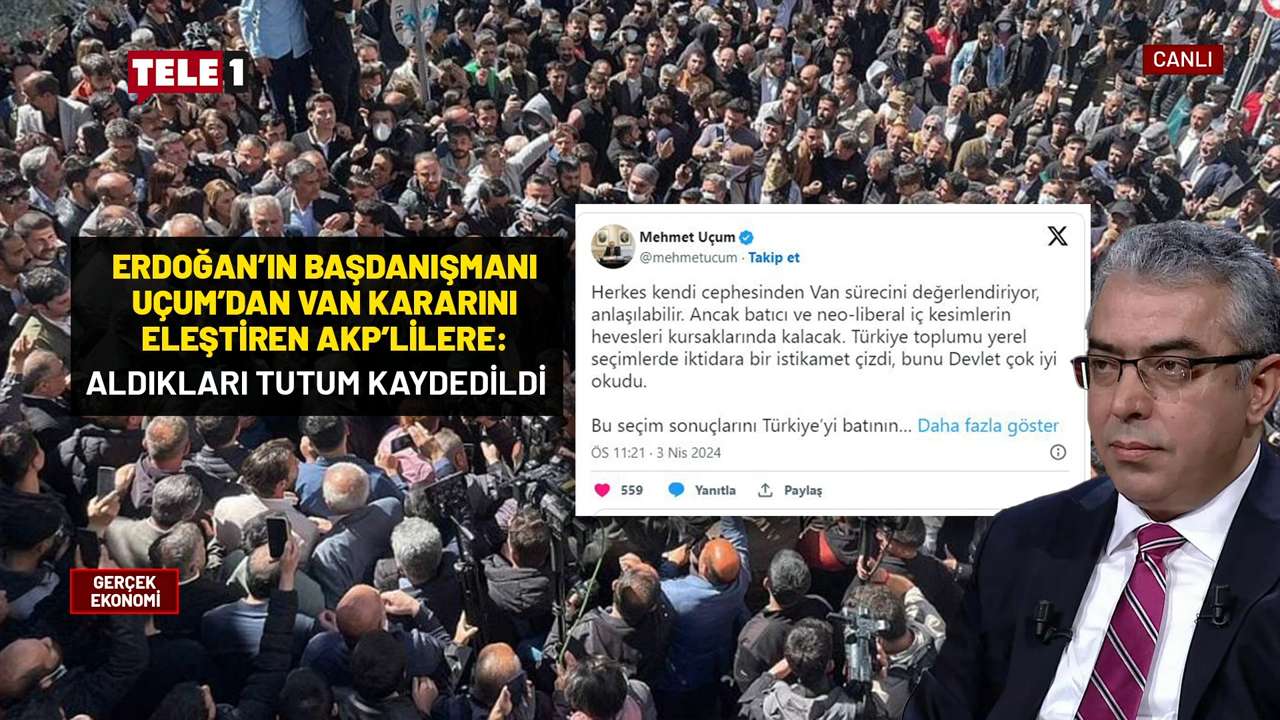 TELE 1
CANLI
ERDOĞAN'IN BAŞDANIŞMANI
UÇUM'DAN VAN KARARINI
ELEŞTİREN AKP'LİLERE:
ALDIKLARI TUTUM KAYDEDİLDİ
Mehmet Uçum
@mehmetucum · Takip et
Herkes kendi cephesinden Van sürecini değerlendiriyor,
anlaşılabilir. Ancak batıcı ve neo-liberal iç kesimlerin
hevesleri kursaklarında kalacak. Türkiye toplumu yerel
seçimlerde iktidara bir istikamet çizdi, bunu Devlet çok iyi
okudu.
Bu seçim sonuçlarını Türkiye'yi batının... Daha fazla göster
ÖS 11:21 · 3 Nis 2024
559 Yanıtla Paylaş
GERÇEK
EKONOMİ